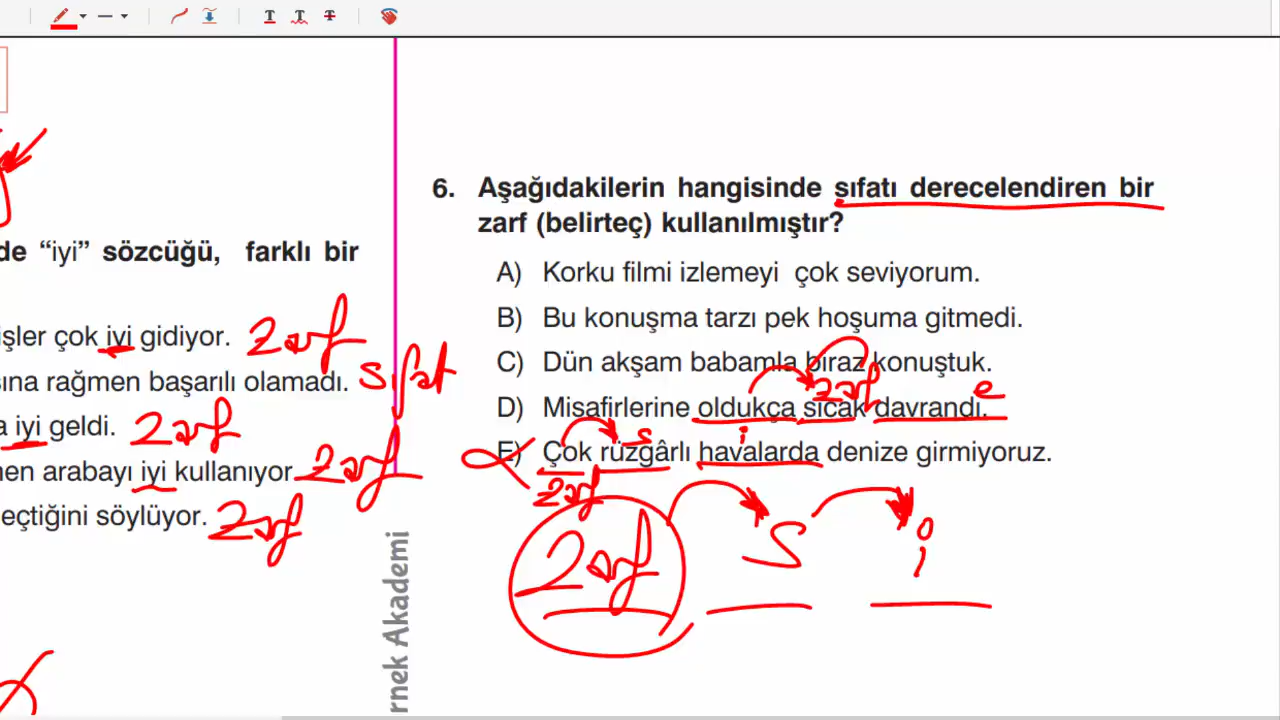 de “iyi” sözcüğü, farklı bir
işler çok iyi gidiyor. zarf
sına rağmen başarılı olamadı. sıfat
a iyi geldi. zarf
nen arabayı iyi kullanıyor. zarf
eçtiğini söylüyor. zarf
rnek Akademi
6. Aşağıdakilerin hangisinde sıfatı derecelendiren bir
zarf (belirteç) kullanılmıştır?
A) Korku filmi izlemeyi çok seviyorum.
B) Bu konuşma tarzı pek hoşuma gitmedi.
C) Dün akşam babamla biraz konuştuk.
zarf e
D) Misafirlerine oldukça sıcak davrandı.
s i
E) Çok rüzgârlı havalarda denize girmiyoruz.
zarf
zarf S i